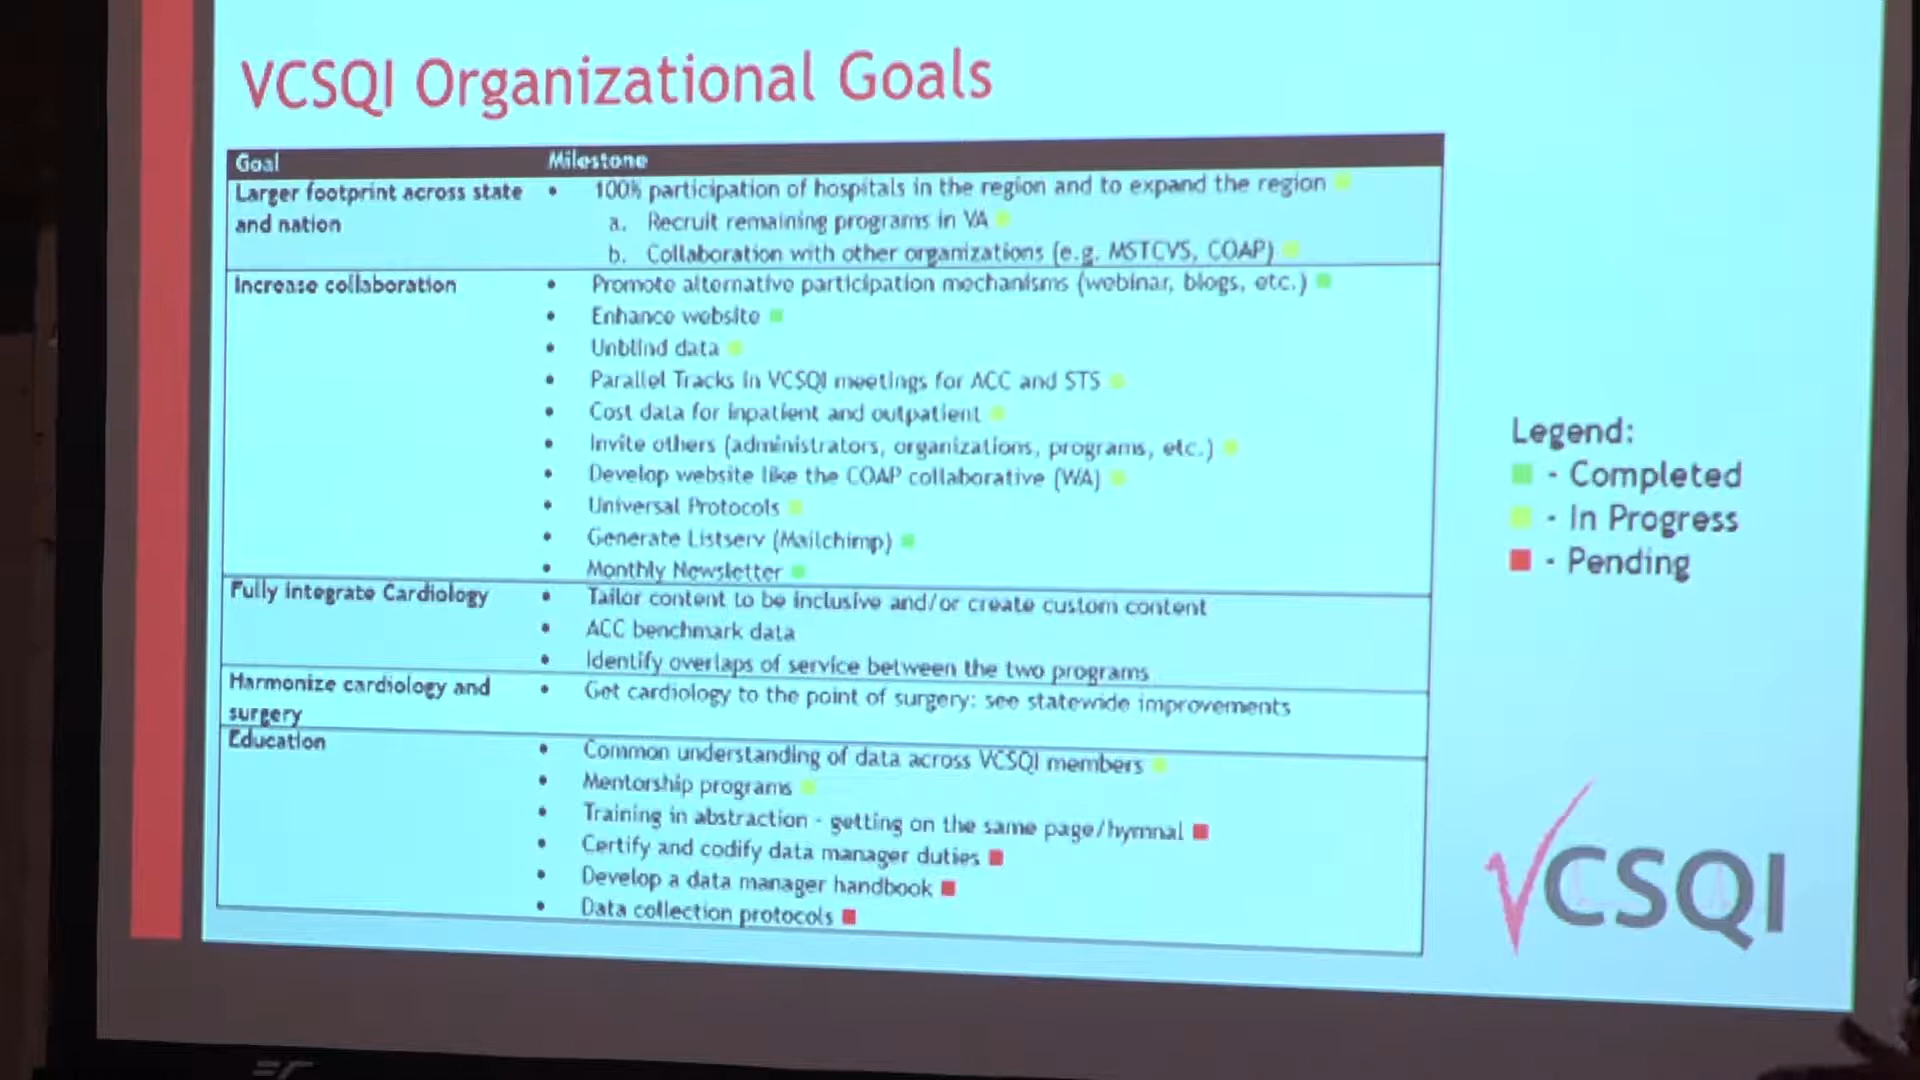 VCSQI Organizational Goals
Goal Milestone
Larger footprint across state and nation
• 100% participation of hospitals in the region and to expand the region
a. Recruit remaining programs in VA
b. Collaboration with other organizations (e.g. MSTCVS, COAP)
Increase collaboration
• Promote alternative participation mechanisms (webinar, blogs, etc.)
• Enhance website
• Unblind data
• Parallel Tracks in VCSQI meetings for ACC and STS
• Cost data for inpatient and outpatient
• Invite others (administrators, organizations, programs, etc.)
• Develop website like the COAP collaborative (WA)
• Universal Protocols
• Generate Listserv (Mailchimp)
• Monthly Newsletter
Fully Integrate Cardiology
• Tailor content to be inclusive and/or create custom content
• ACC benchmark data
• Identify overlaps of service between the two programs
Harmonize cardiology and surgery
• Get cardiology to the point of surgery: see statewide improvements
Education
• Common understanding of data across VCSQI members
• Mentorship programs
• Training in abstraction - getting on the same page/hymnal
• Certify and codify data manager duties
• Develop a data manager handbook
• Data collection protocols
Legend:
- Completed
- In Progress
- Pending
VCSQI